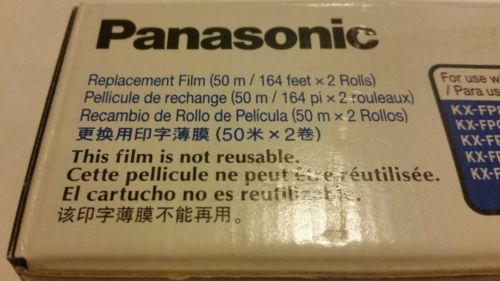 Panasonic
Replacement Film (50 m / 164 feet × 2 Rolls)
Pellicule de rechange (50 m / 164 pi × 2 rouleaux)
Recambio de Rollo de Película (50 m × 2 Rollos)
更换用印字薄膜 (50米 × 2卷)
This film is not reusable.
Cette pellicule ne peut être réutilisée.
El cartucho no es reutilizable.
该印字薄膜不能再用。
For use
/ Para
KX-FP
KX-FP
KX-FP
KX-F
KX-F